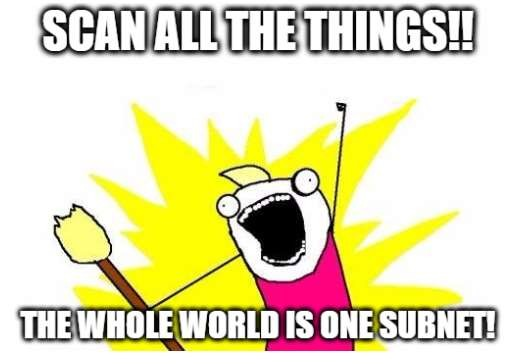 SCAN ALL THE THINGS!!
THE WHOLE WORLD IS ONE SUBNET!